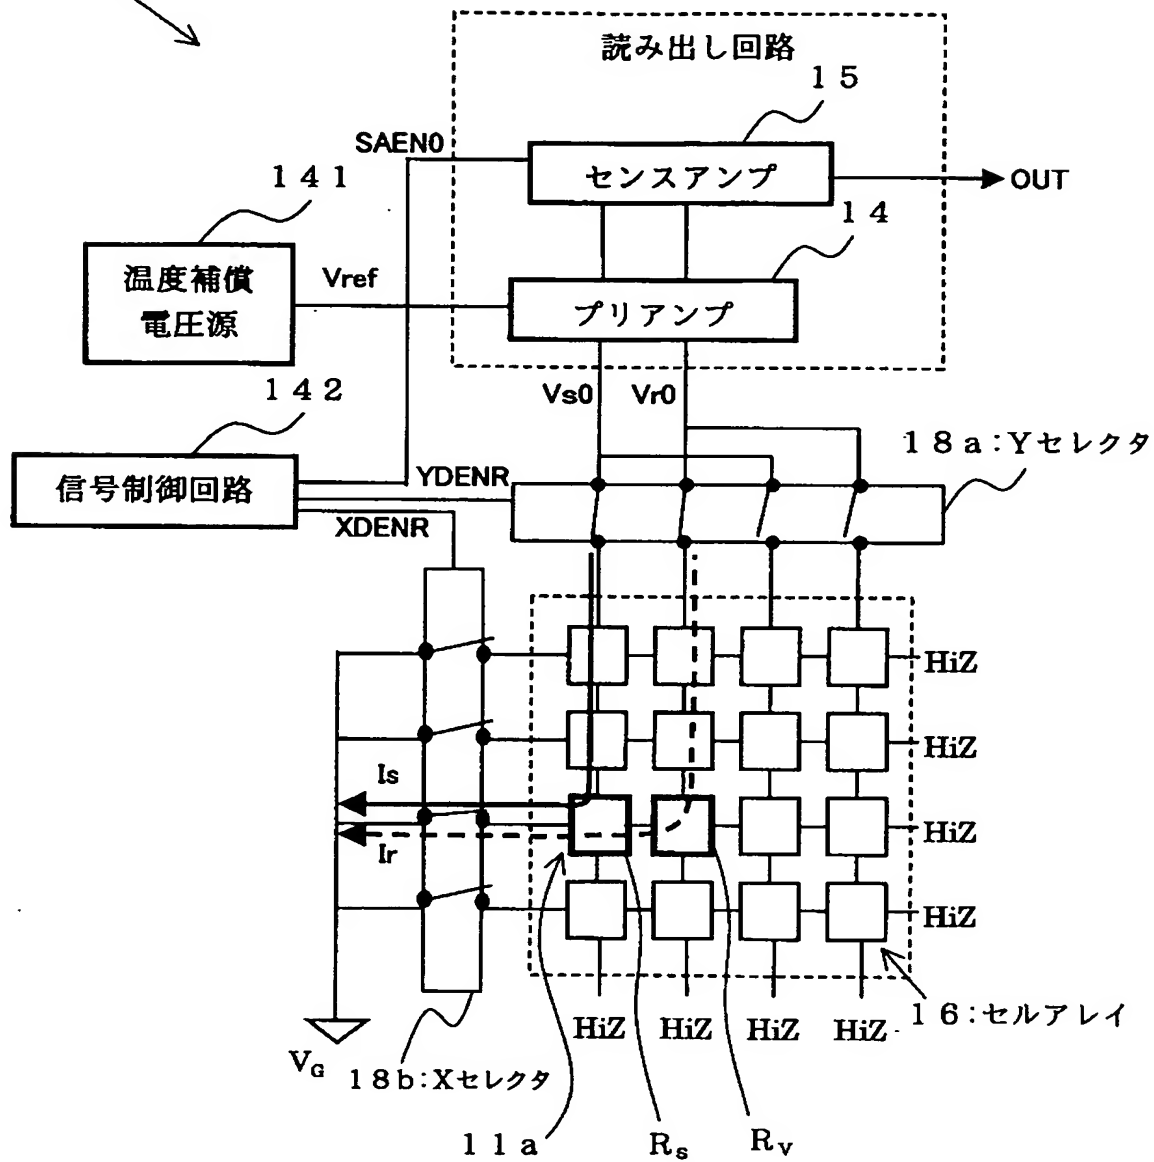 読み出し回路
15
SAEN0
センスアンプ
OUT
141
14
温度補償
電圧源
Vref
プリアンプ
142
Vs0
Vr0
18a:Yセレクタ
信号制御回路
YDENR
XDENR
HiZ
HiZ
Is
HiZ
Ir
HiZ
HiZ
HiZ
HiZ
HiZ
16:セルアレイ
VG
18b:Xセレクタ
11a
Rs
Rv